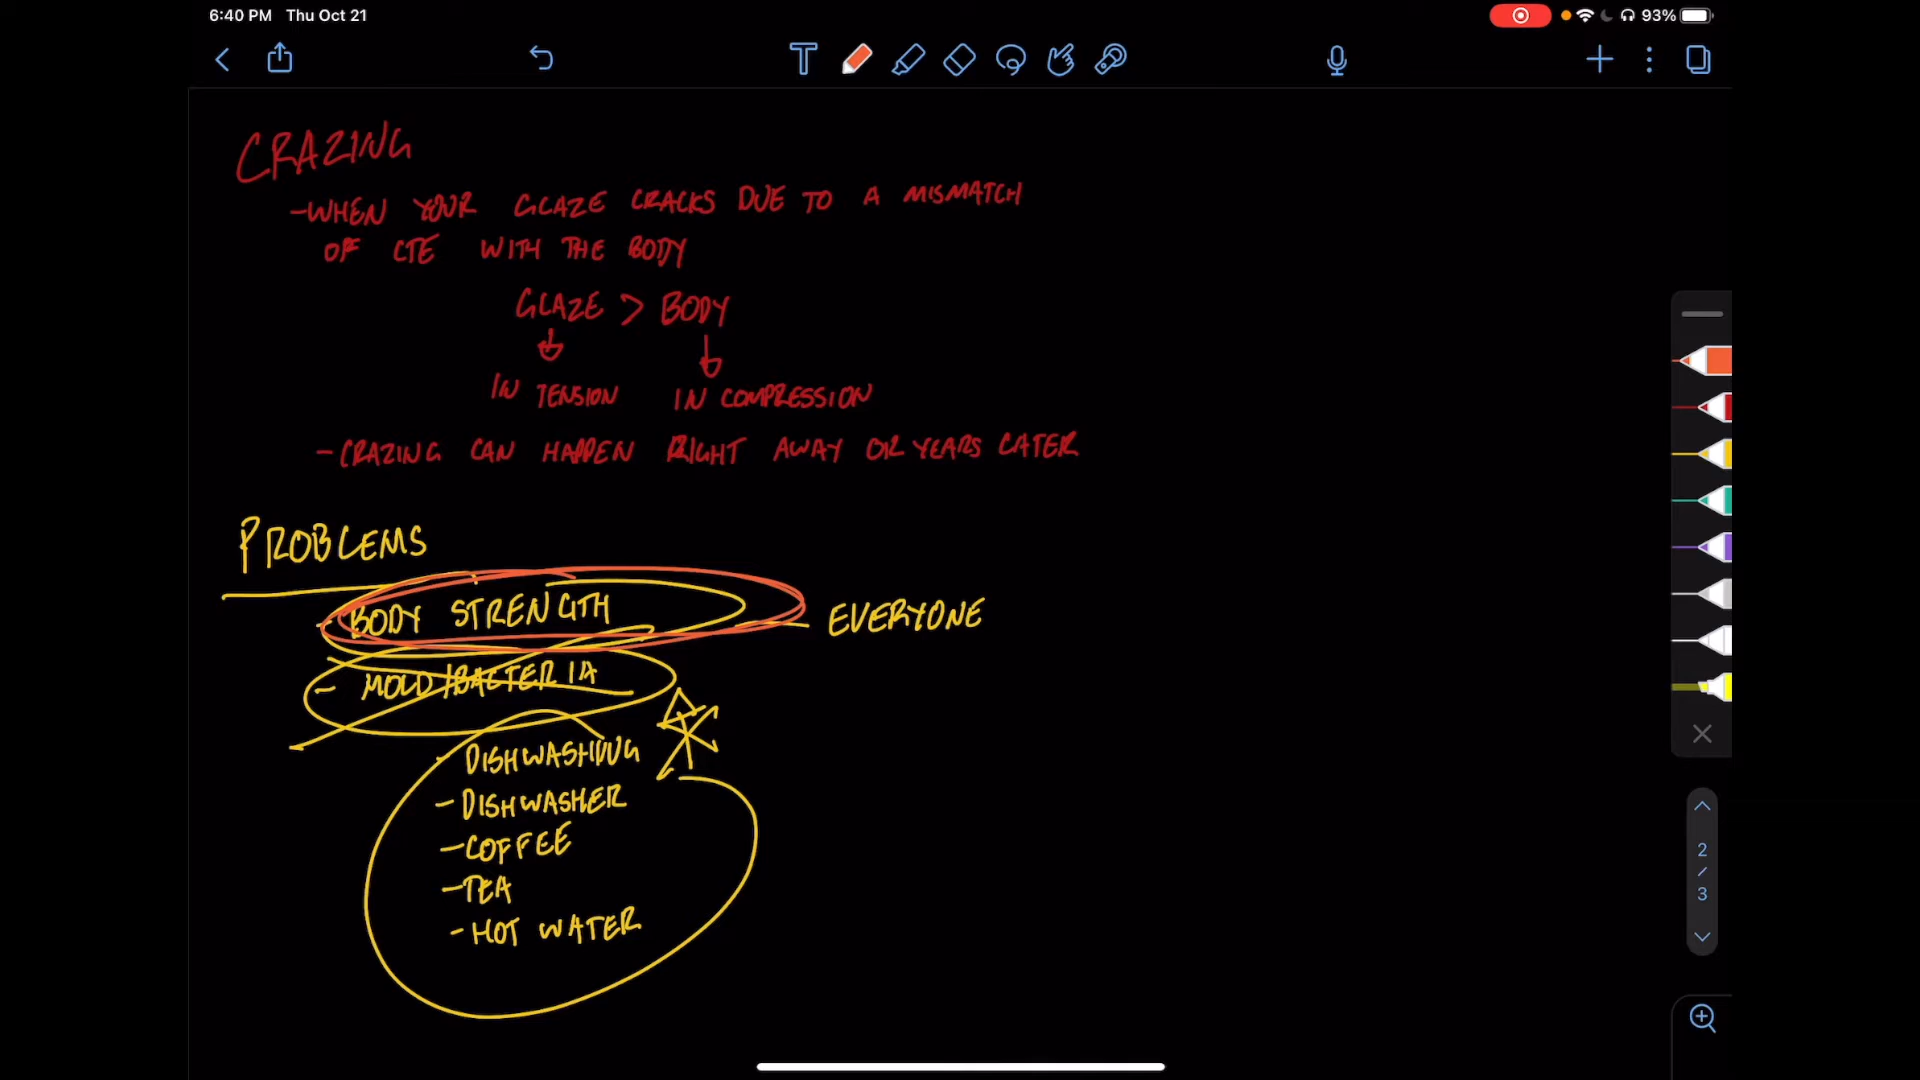 6:40 PM Thu Oct 21
93%
CRAZING
-WHEN YOUR GLAZE CRACKS DUE TO A MISMATCH
OF CTE WITH THE BODY
GLAZE > BODY
IN TENSION IN COMPRESSION
- CRAZING CAN HAPPEN RIGHT AWAY OR YEARS LATER
PROBLEMS
- BODY STRENGTH - EVERYONE
- MOLD/BACTERIA
- DISHWASHING
- DISHWASHER
- COFFEE
- TEA
- HOT WATER
2
/
3